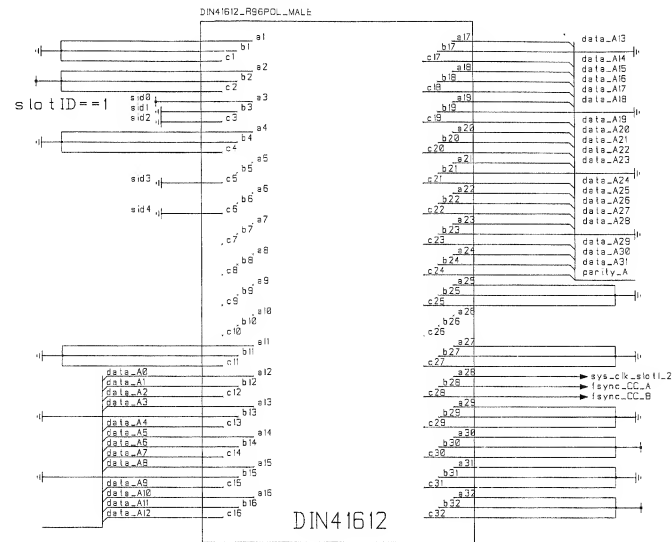 DIN41612_R96POL_MALE
a1
b1
c1
a2
b2
c2
slotID==1
sid0
a3
sid1
b3
sid2
c3
a4
b4
c4
a5
b5
sid3
c5
a6
b6
sid4
c6
a7
b7
c7
a8
b8
c8
a9
b9
c9
a10
b10
c10
a11
b11
c11
data_A0
a12
data_A1
b12
data_A2
c12
data_A3
a13
b13
data_A4
c13
data_A5
a14
data_A6
b14
data_A7
c14
data_A8
a15
b15
data_A9
c15
data_A10
a16
data_A11
b16
data_A12
c16
a17
data_A13
b17
c17
data_A14
a18
data_A15
b18
data_A16
c18
data_A17
a19
data_A18
b19
c19
data_A19
a20
data_A20
b20
data_A21
c20
data_A22
a21
data_A23
b21
c21
data_A24
a22
data_A25
b22
data_A26
c22
data_A27
a23
data_A28
b23
c23
data_A29
a24
data_A30
b24
data_A31
c24
parity_A
a25
b25
c25
a26
b26
c26
a27
b27
c27
a28
sys_clk_slot1_2
b28
fsync_CC_A
c28
fsync_CC_B
a29
b29
c29
a30
b30
c30
a31
b31
c31
a32
b32
c32
DIN41612